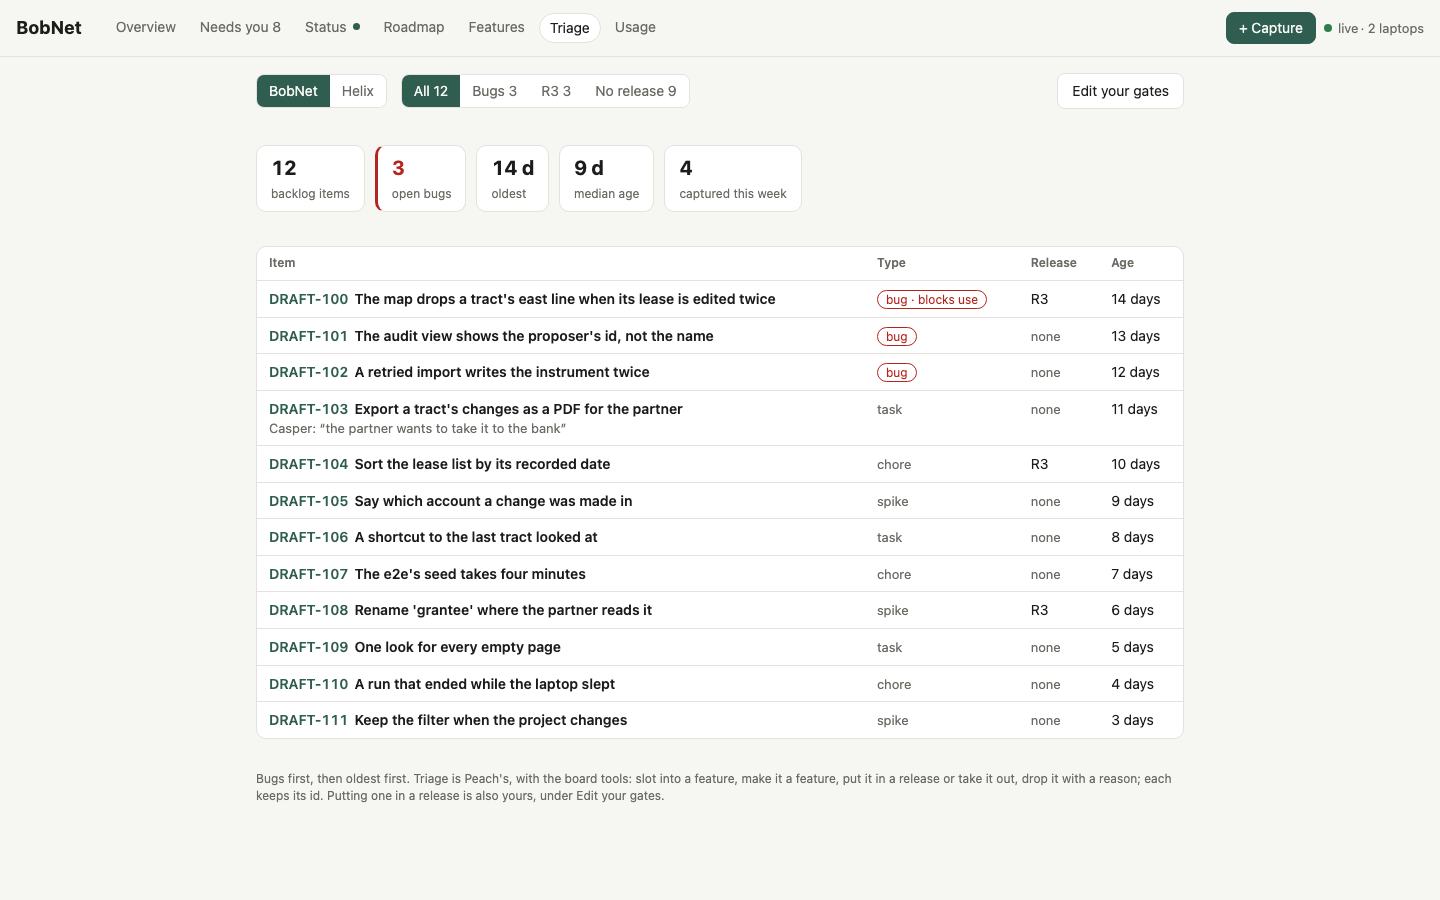 BobNet Overview Needs you 8 Status Roadmap Features Triage Usage + Capture live · 2 laptops
BobNet Helix All 12 Bugs 3 R3 3 No release 9 Edit your gates
12 3 14 d 9 d 4
backlog items open bugs oldest median age captured this week
Item Type Release Age
DRAFT-100 The map drops a tract's east line when its lease is edited twice bug · blocks use R3 14 days
DRAFT-101 The audit view shows the proposer's id, not the name bug none 13 days
DRAFT-102 A retried import writes the instrument twice bug none 12 days
DRAFT-103 Export a tract's changes as a PDF for the partner task none 11 days
Casper: “the partner wants to take it to the bank”
DRAFT-104 Sort the lease list by its recorded date chore R3 10 days
DRAFT-105 Say which account a change was made in spike none 9 days
DRAFT-106 A shortcut to the last tract looked at task none 8 days
DRAFT-107 The e2e's seed takes four minutes chore none 7 days
DRAFT-108 Rename 'grantee' where the partner reads it spike R3 6 days
DRAFT-109 One look for every empty page task none 5 days
DRAFT-110 A run that ended while the laptop slept chore none 4 days
DRAFT-111 Keep the filter when the project changes spike none 3 days
Bugs first, then oldest first. Triage is Peach's, with the board tools: slot into a feature, make it a feature, put it in a release or take it out, drop it with a reason; each
keeps its id. Putting one in a release is also yours, under Edit your gates.